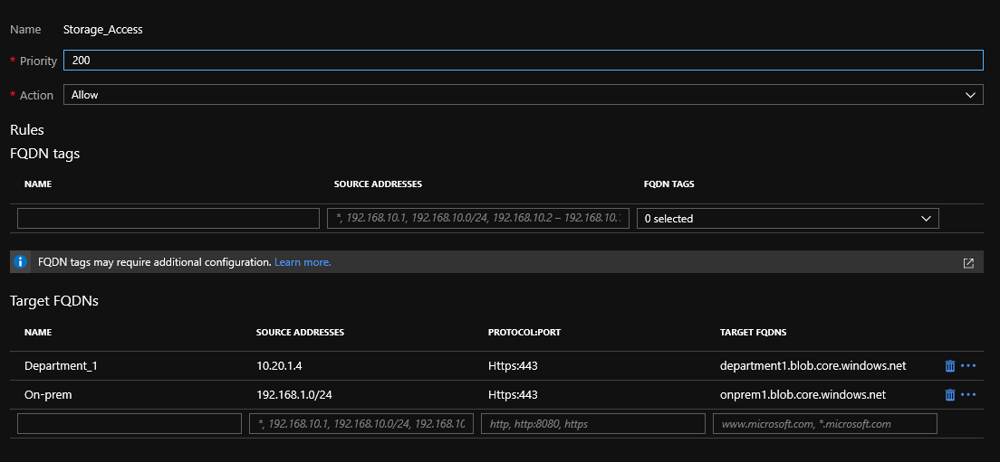 Name Storage_Access
* Priority 200
* Action Allow
Rules
FQDN tags
NAME SOURCE ADDRESSES FQDN TAGS
*, 192.168.10.1, 192.168.10.0/24, 192.168.10.2 – 192.168.10. 0 selected
FQDN tags may require additional configuration. Learn more.
Target FQDNs
NAME SOURCE ADDRESSES PROTOCOL:PORT TARGET FQDNS
Department_1 10.20.1.4 Https:443 department1.blob.core.windows.net
On-prem 192.168.1.0/24 Https:443 onprem1.blob.core.windows.net
*, 192.168.10.1, 192.168.10.0/24, 192.168.10 http, http:8080, https www.microsoft.com, *.microsoft.com